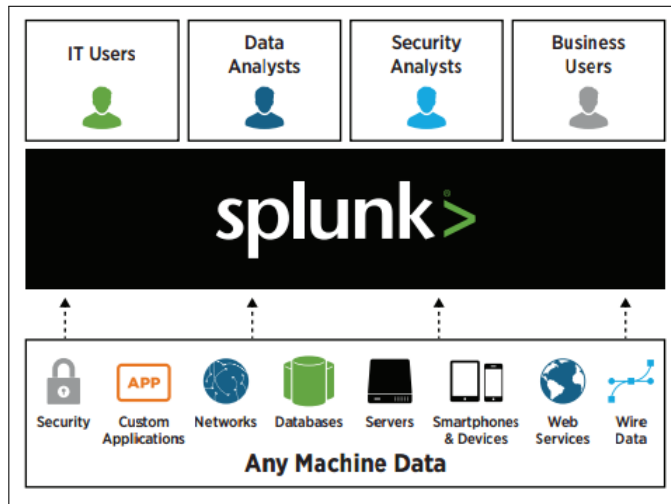 IT Users
Data
Analysts
Security
Analysts
Business
Users
splunk>
Security
APP
Custom
Applications
Networks
Databases
Servers
Smartphones
& Devices
Web
Services
Wire
Data
Any Machine Data